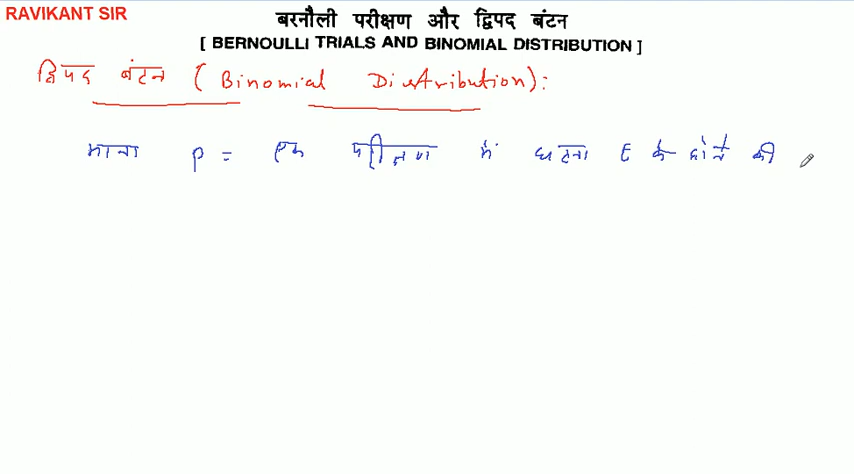 RAVIKANT SIR
बरनौली परीक्षण और द्विपद बंटन
[ BERNOULLI TRIALS AND BINOMIAL DISTRIBUTION ]
द्विपद बंटन ( Binomial Distribution) :
माना P = एक परीक्षण में घटना E के होने की